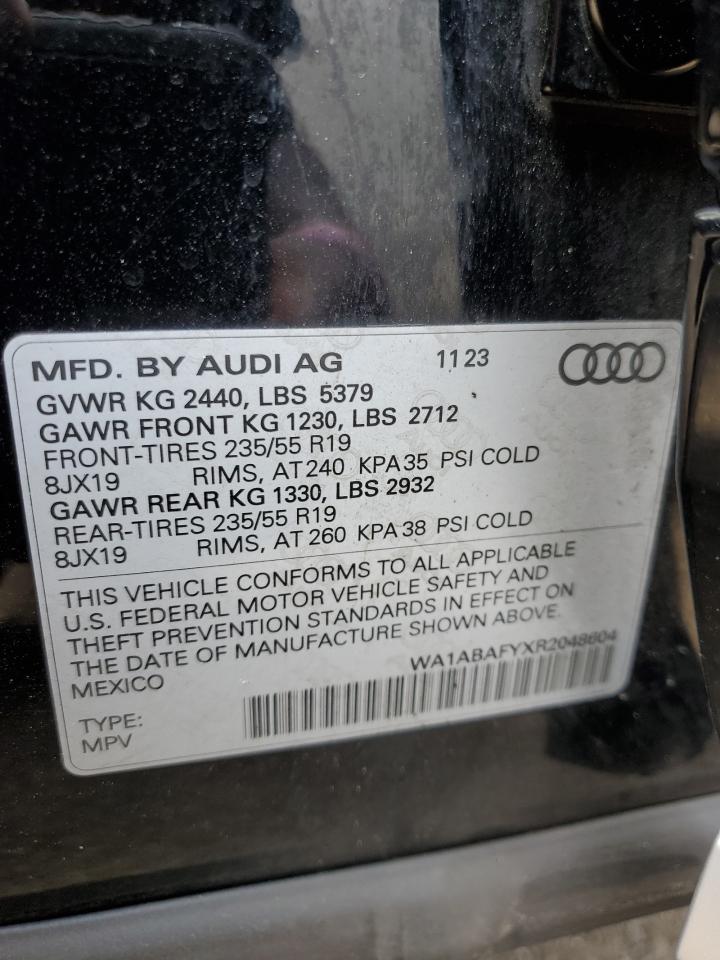 MFD. BY AUDI AG 1123
GVWR KG 2440, LBS 5379
GAWR FRONT KG 1230, LBS 2712
FRONT-TIRES 235/55 R19
8JX19 RIMS, AT 240 KPA 35 PSI COLD
GAWR REAR KG 1330, LBS 2932
REAR-TIRES 235/55 R19
8JX19 RIMS, AT 260 KPA 38 PSI COLD
THIS VEHICLE CONFORMS TO ALL APPLICABLE
U.S. FEDERAL MOTOR VEHICLE SAFETY AND
THEFT PREVENTION STANDARDS IN EFFECT ON
THE DATE OF MANUFACTURE SHOWN ABOVE.
MEXICO WA1ABAFYXR2048604
TYPE:
MPV